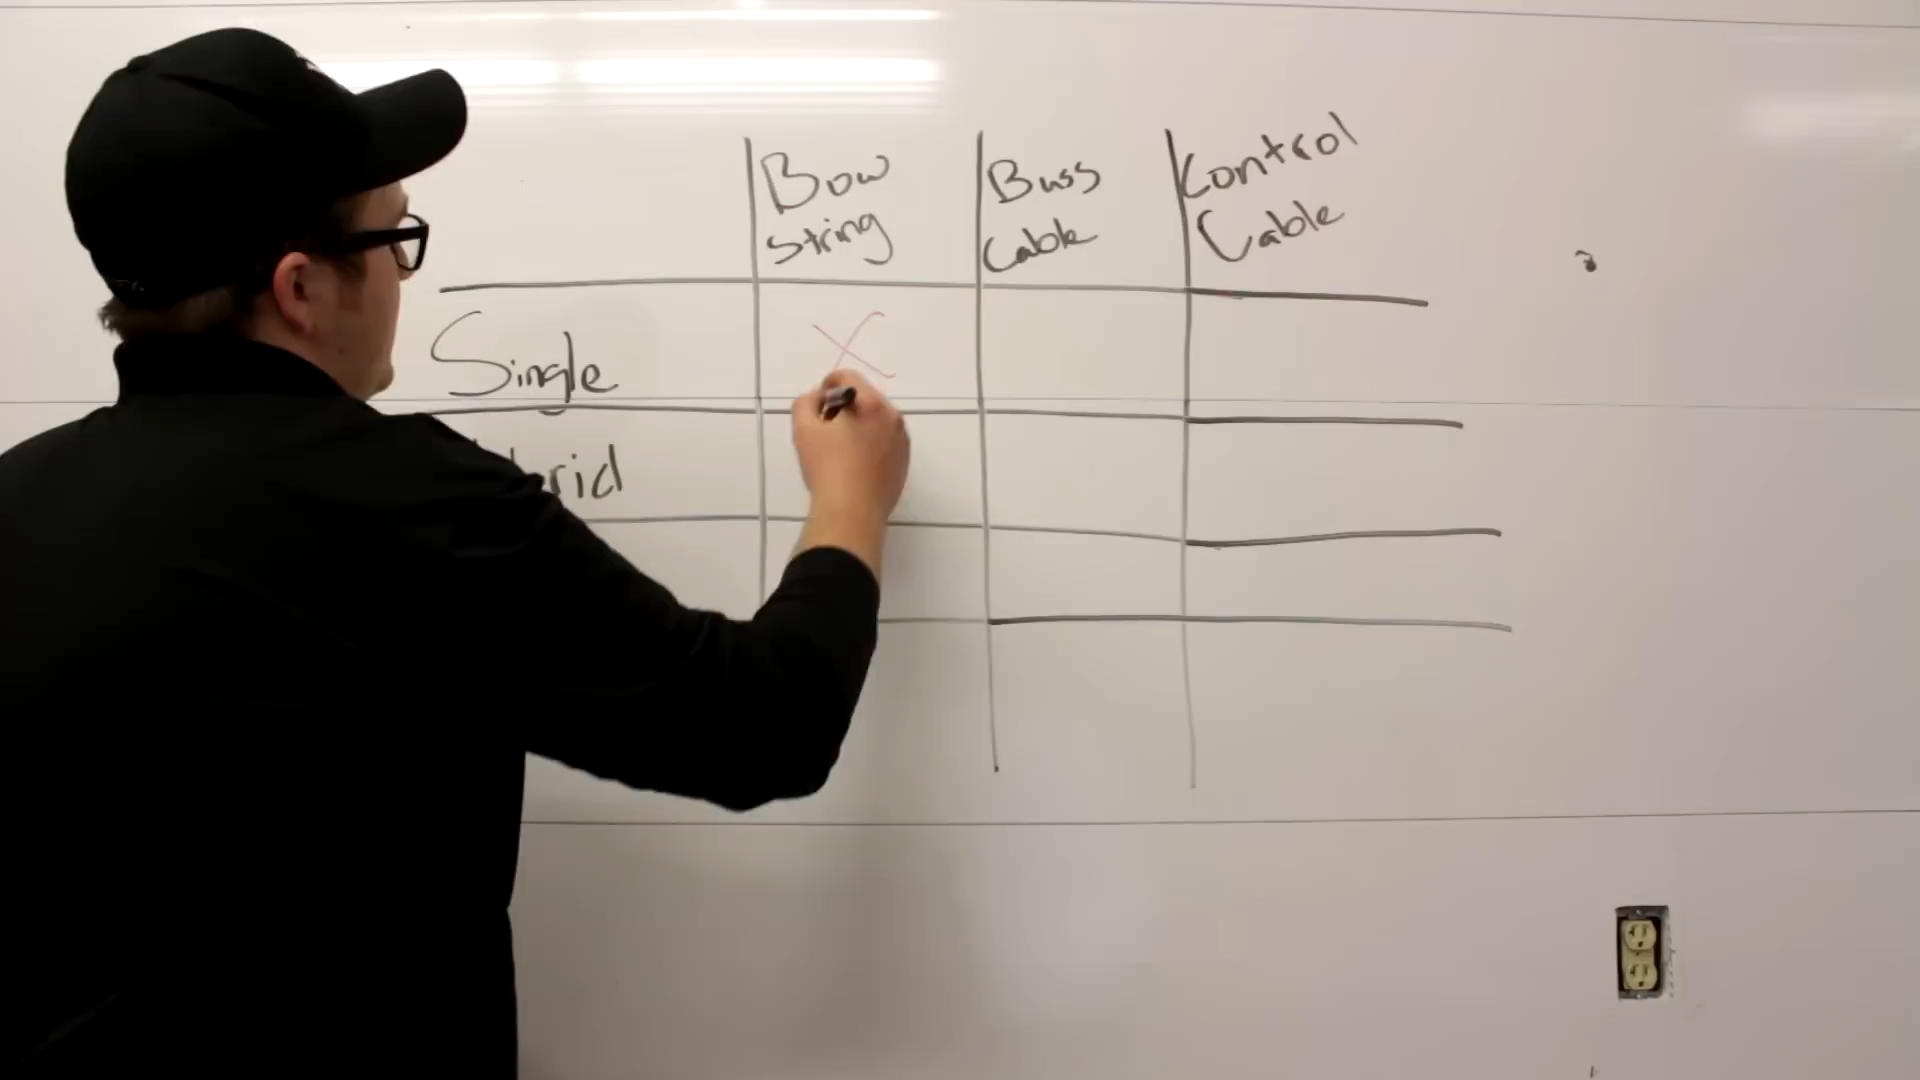 Bow
string
Buss
Cable
Control
Cable
Single
X